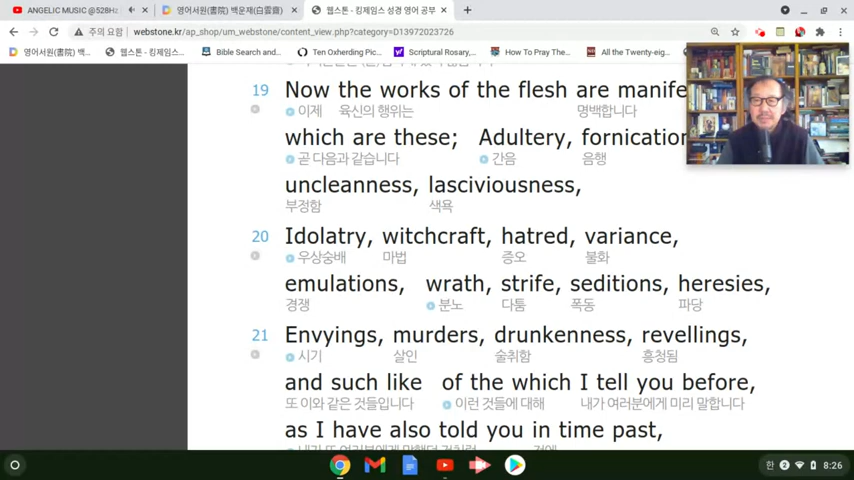 ANGELIC MUSIC @528Hz
영어서원(書院) 백운재(白雲齋)
웹스톤 - 킹제임스 성경 영어 공부
주의 요함 | webstone.kr/ap_shop/um_webstone/content_view.php?category=D13972023726
영어서원(書院) 백...
웹스톤 - 킹제임스...
Bible Search and...
Ten Oxherding Pic...
Scriptural Rosary,...
How To Pray The...
All the Twenty-eig...
19 Now the works of the flesh are manife
이제 육신의 행위는 명백합니다
which are these; Adultery, fornication
곧 다음과 같습니다 간음 음행
uncleanness, lasciviousness,
부정함 색욕
20 Idolatry, witchcraft, hatred, variance,
우상숭배 마법 증오 불화
emulations, wrath, strife, seditions, heresies,
경쟁 분노 다툼 폭동 파당
21 Envyings, murders, drunkenness, revellings,
시기 살인 술취함 흥청됨
and such like of the which I tell you before,
또 이와 같은 것들입니다 이런 것들에 대해 내가 여러분에게 미리 말합니다
as I have also told you in time past,
한 2 8:26